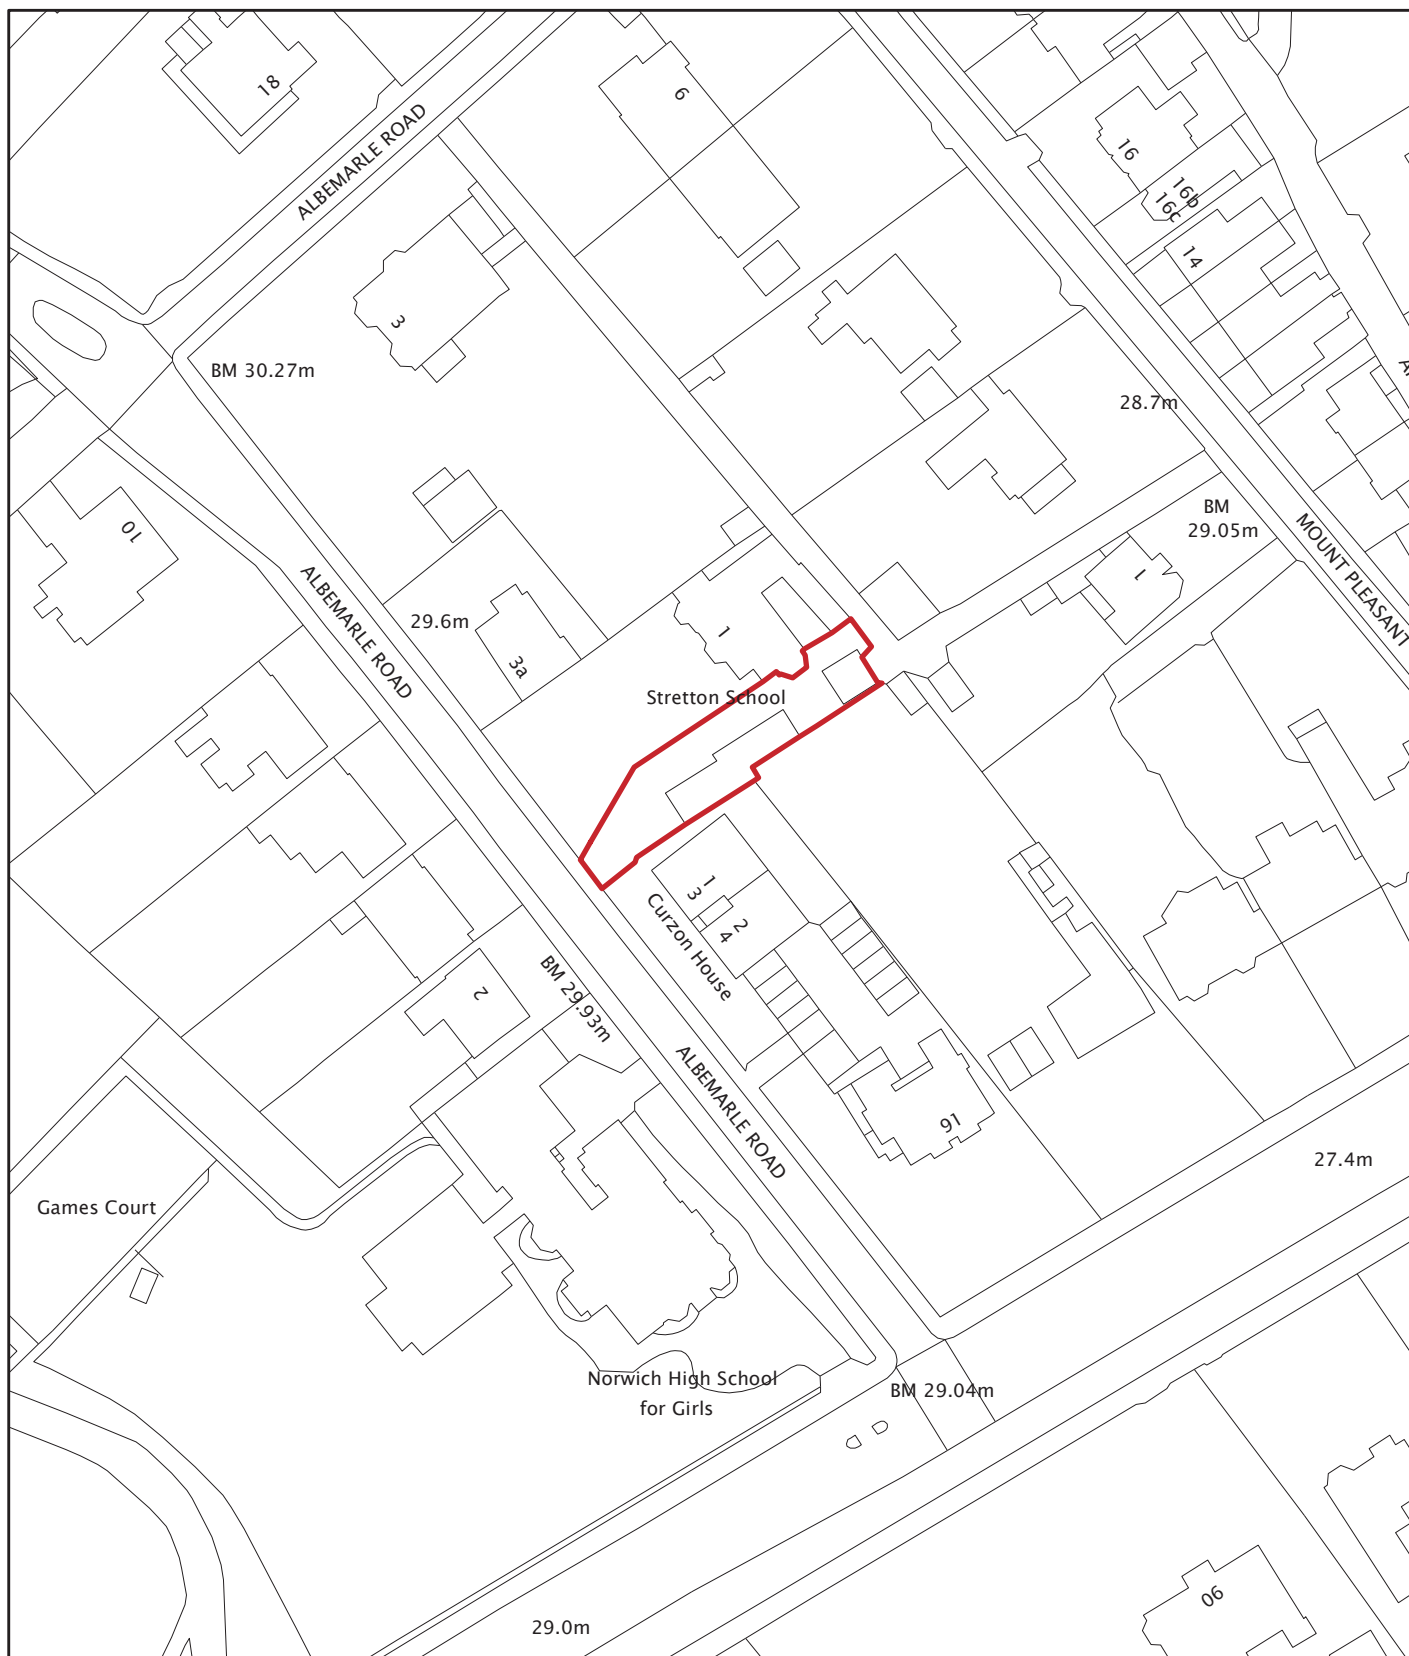 18
ALBEMARLE ROAD
6
16
16b
16c
14
3
BM 30.27m
28.7m
BM
29.05m
MOUNT PLEASANT
10
ALBEMARLE ROAD
29.6m
1
1
3a
Stretton School
1
3
2
4
Curzon House
BM 29.93m
2
ALBEMARLE ROAD
16
27.4m
Games Court
Norwich High School
for Girls
BM 29.04m
29.0m
90